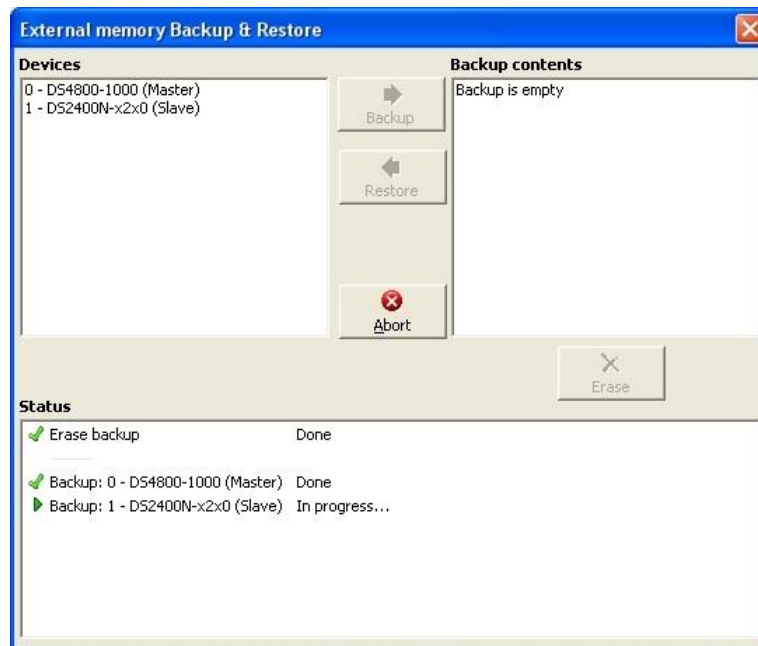 External memory Backup & Restore
Devices
0 - DS4800-1000 (Master)
1 - DS2400N-x2x0 (Slave)
Backup
Restore
Abort
Backup contents
Backup is empty
Erase
Status
Erase backup Done
Backup: 0 - DS4800-1000 (Master) Done
Backup: 1 - DS2400N-x2x0 (Slave) In progress...